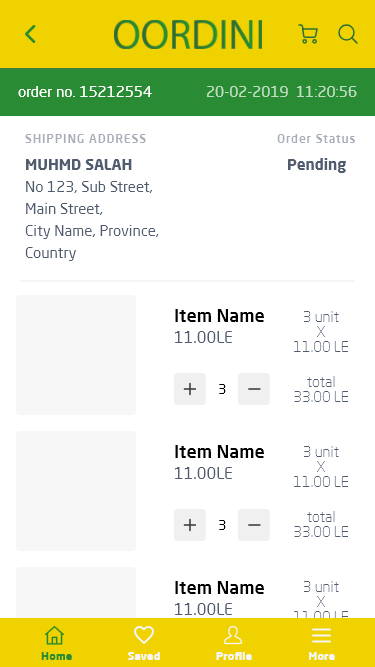 OORDINI
order no. 15212554 20-02-2019 11:20:56
SHIPPING ADDRESS Order Status
MUHMD SALAH Pending
No 123, Sub Street,
Main Street,
City Name, Province,
Country
Item Name 3 unit
11.00LE X
11.00 LE
3 total
33.00 LE
Item Name 3 unit
11.00LE X
11.00 LE
3 total
33.00 LE
Item Name 3 unit
11.00LE X
11.00 LE
Home Saved Profile More